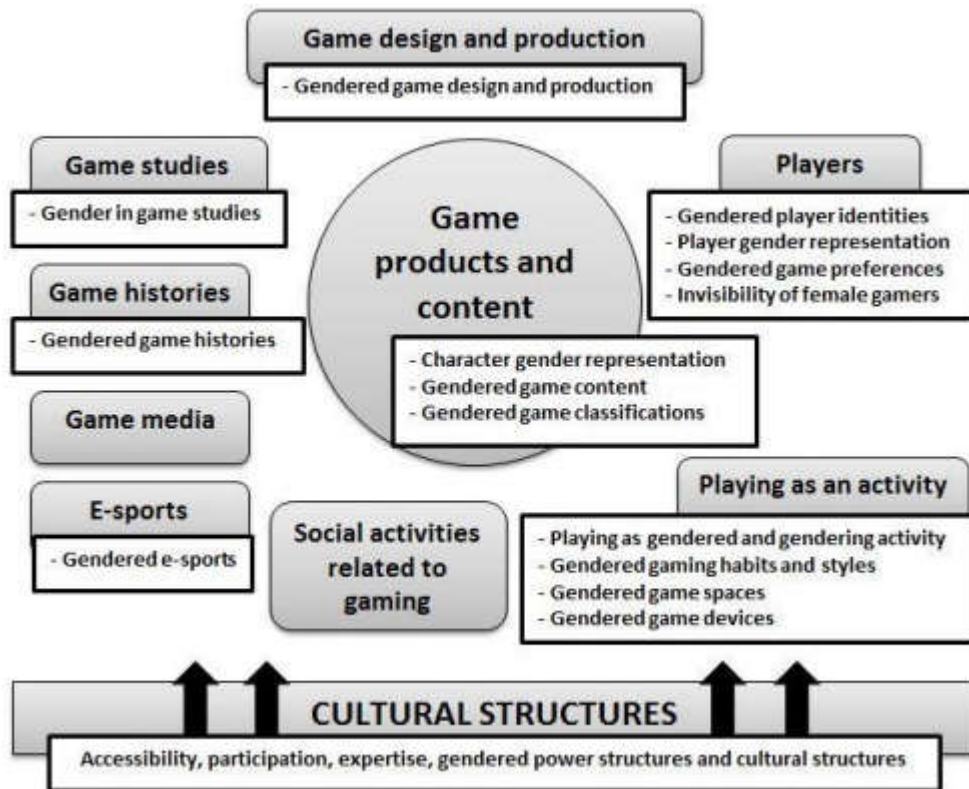 Game design and production
- Gendered game design and production
Game studies
- Gender in game studies
Game histories
- Gendered game histories
Game media
E-sports
- Gendered e-sports
Game
products and
content
- Character gender representation
- Gendered game content
- Gendered game classifications
Players
- Gendered player identities
- Player gender representation
- Gendered game preferences
- Invisibility of female gamers
Social activities
related to
gaming
Playing as an activity
- Playing as gendered and gendering activity
- Gendered gaming habits and styles
- Gendered game spaces
- Gendered game devices
CULTURAL STRUCTURES
Accessibility, participation, expertise, gendered power structures and cultural structures